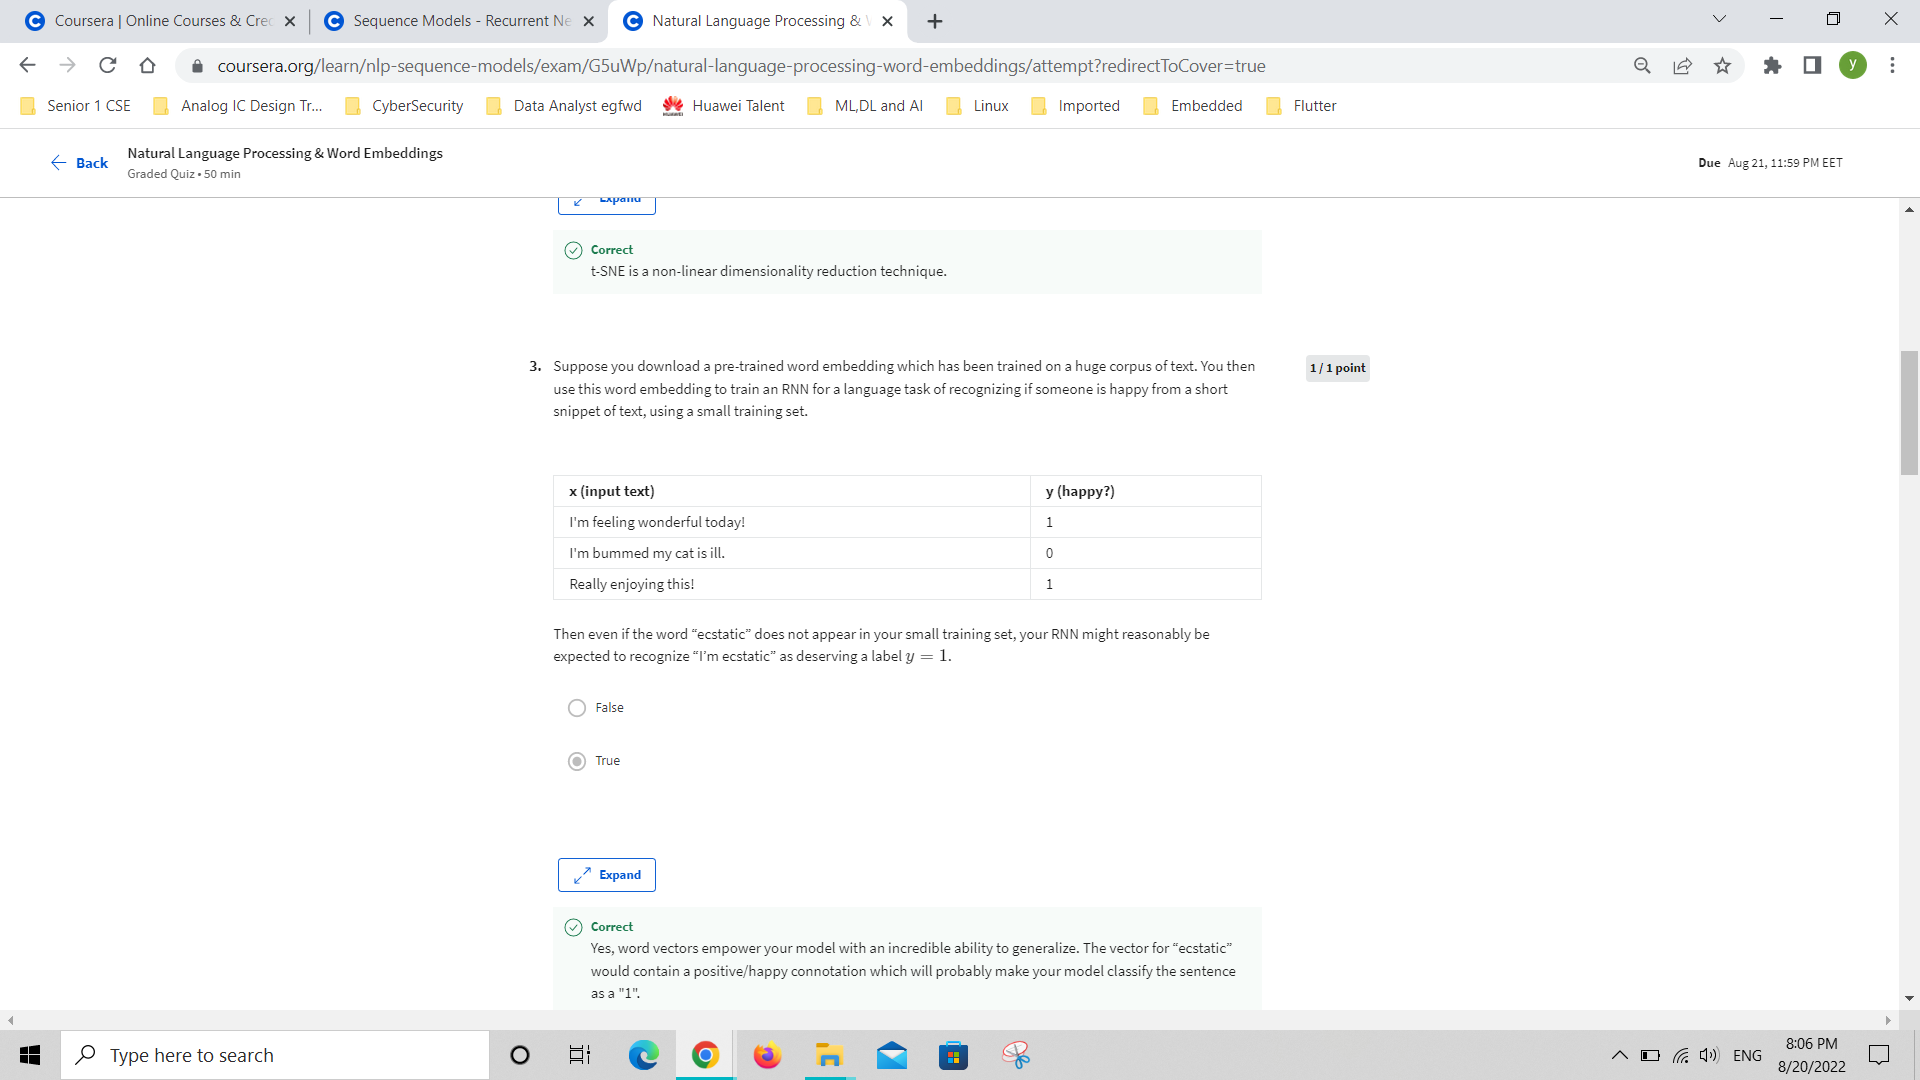 Coursera | Online Courses & Cre
Sequence Models - Recurrent Ne
Natural Language Processing &
coursera.org/learn/nlp-sequence-models/exam/G5uWp/natural-language-processing-word-embeddings/attempt?redirectToCover=true
y
Senior 1 CSE
Analog IC Design Tr...
CyberSecurity
Data Analyst egfwd
Huawei Talent
ML,DL and AI
Linux
Imported
Embedded
Flutter
Back
Natural Language Processing & Word Embeddings
Graded Quiz • 50 min
Due Aug 21, 11:59 PM EET
Expand
Correct
t-SNE is a non-linear dimensionality reduction technique.
3. Suppose you download a pre-trained word embedding which has been trained on a huge corpus of text. You then
use this word embedding to train an RNN for a language task of recognizing if someone is happy from a short
snippet of text, using a small training set.
1 / 1 point
x (input text) y (happy?)
I'm feeling wonderful today! 1
I'm bummed my cat is ill. 0
Really enjoying this! 1
Then even if the word “ecstatic” does not appear in your small training set, your RNN might reasonably be
expected to recognize “I’m ecstatic” as deserving a label y = 1.
False
True
Expand
Correct
Yes, word vectors empower your model with an incredible ability to generalize. The vector for “ecstatic”
would contain a positive/happy connotation which will probably make your model classify the sentence
as a "1".
Type here to search
ENG
8:06 PM
8/20/2022